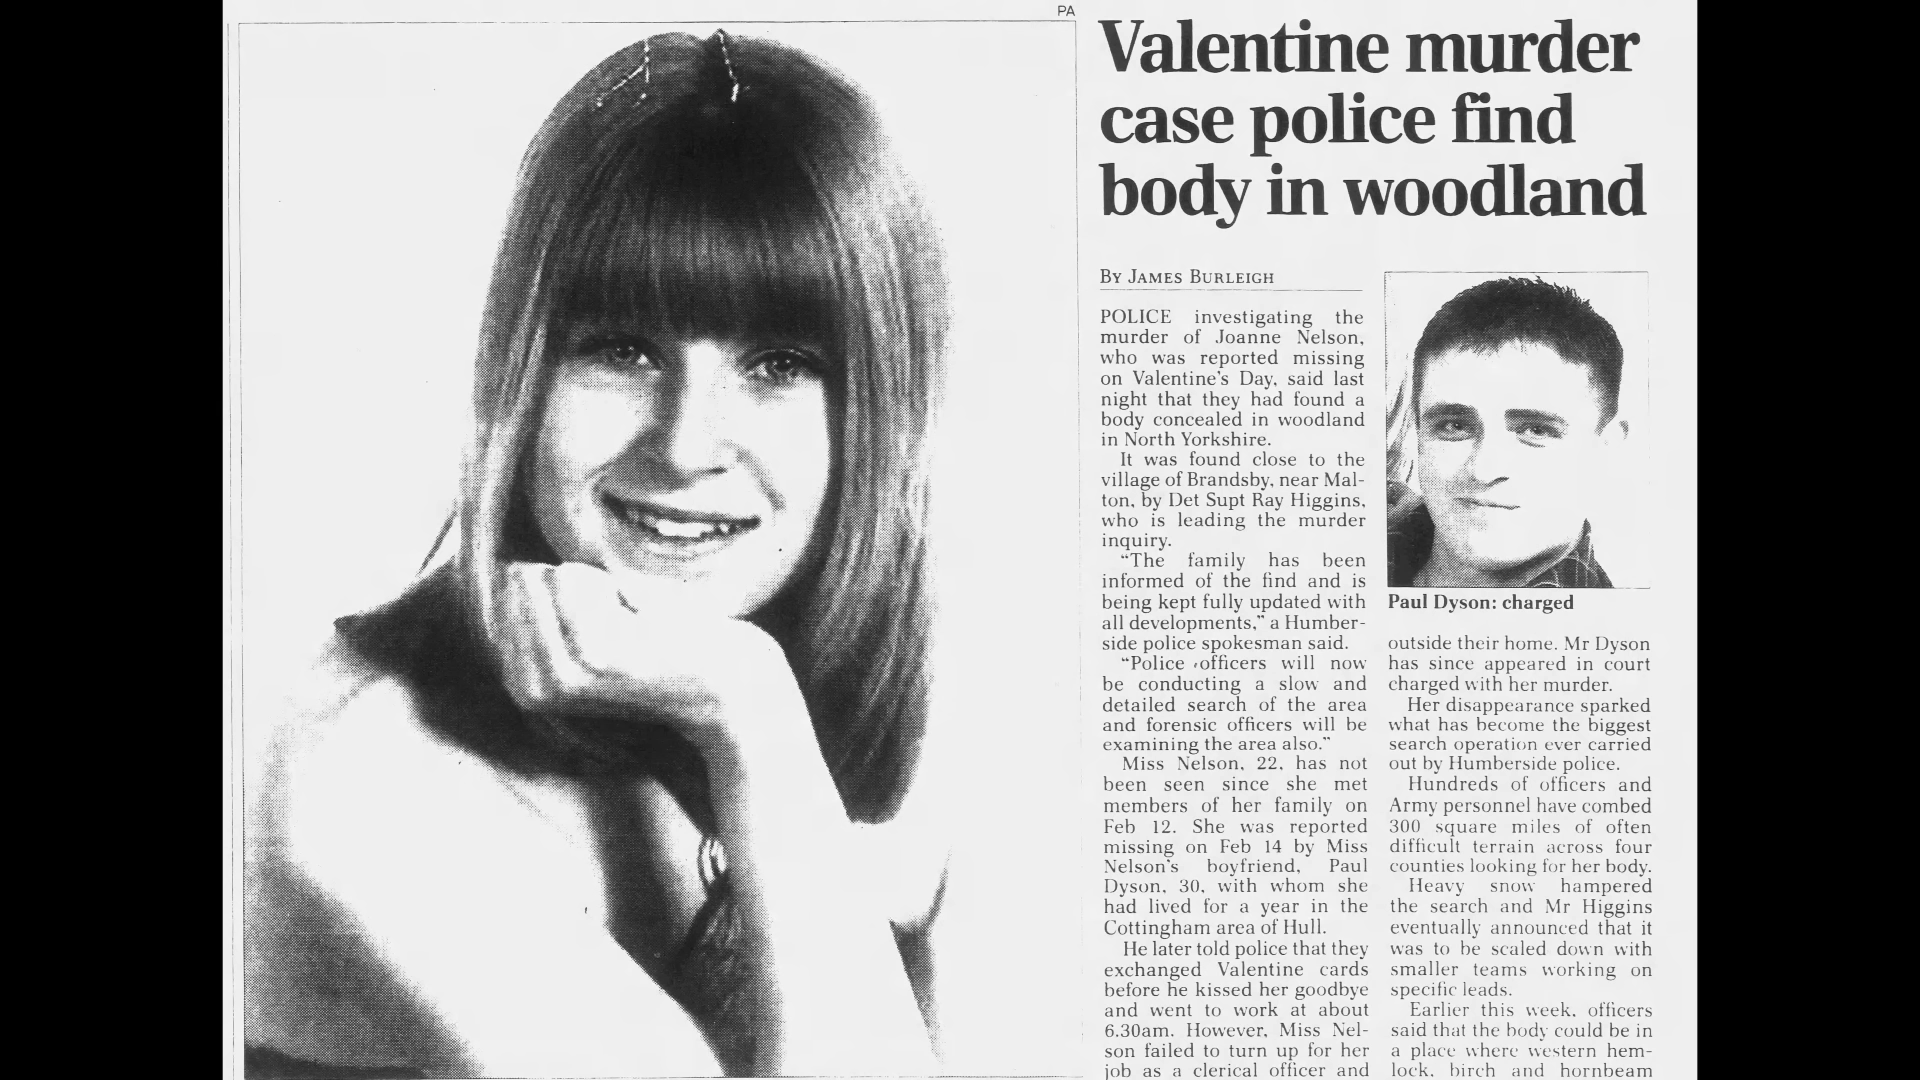 PA
Valentine murder
case police find
body in woodland
BY JAMES BURLEIGH
POLICE investigating the
murder of Joanne Nelson,
who was reported missing
on Valentine's Day, said last
night that they had found a
body concealed in woodland
in North Yorkshire.
It was found close to the
village of Brandsby, near Mal-
ton, by Det Supt Ray Higgins,
who is leading the murder
inquiry.
"The family has been
informed of the find and is
being kept fully updated with
all developments," a Humber-
side police spokesman said.
"Police officers will now
be conducting a slow and
detailed search of the area
and forensic officers will be
examining the area also."
Miss Nelson, 22, has not
been seen since she met
members of her family on
Feb 12. She was reported
missing on Feb 14 by Miss
Nelson's boyfriend, Paul
Dyson, 30, with whom she
had lived for a year in the
Cottingham area of Hull.
He later told police that they
exchanged Valentine cards
before he kissed her goodbye
and went to work at about
6.30am. However, Miss Nel-
son failed to turn up for her
job as a clerical officer and
Paul Dyson: charged
outside their home. Mr Dyson
has since appeared in court
charged with her murder.
Her disappearance sparked
what has become the biggest
search operation ever carried
out by Humberside police.
Hundreds of officers and
Army personnel have combed
300 square miles of often
difficult terrain across four
counties looking for her body.
Heavy snow hampered
the search and Mr Higgins
eventually announced that it
was to be scaled down with
smaller teams working on
specific leads.
Earlier this week, officers
said that the body could be in
a place where western hem-
lock, birch and hornbeam